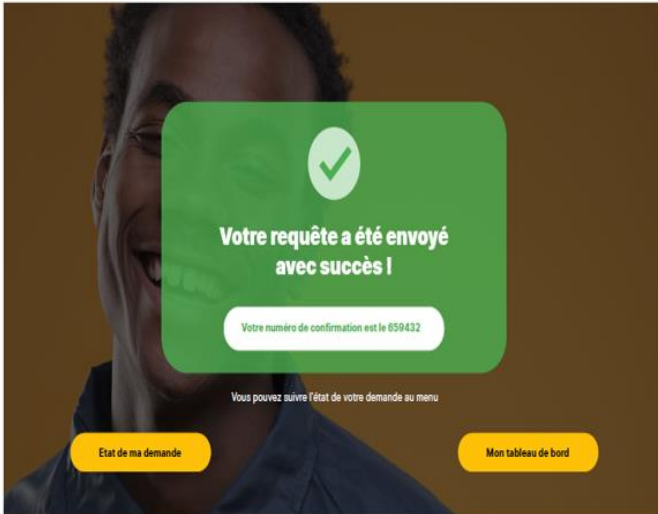 Votre requête a été envoyé
avec succès !
Votre numéro de confirmation est le 659432
Vous pouvez suivre l'état de votre demande au menu
Etat de ma demande
Mon tableau de bord